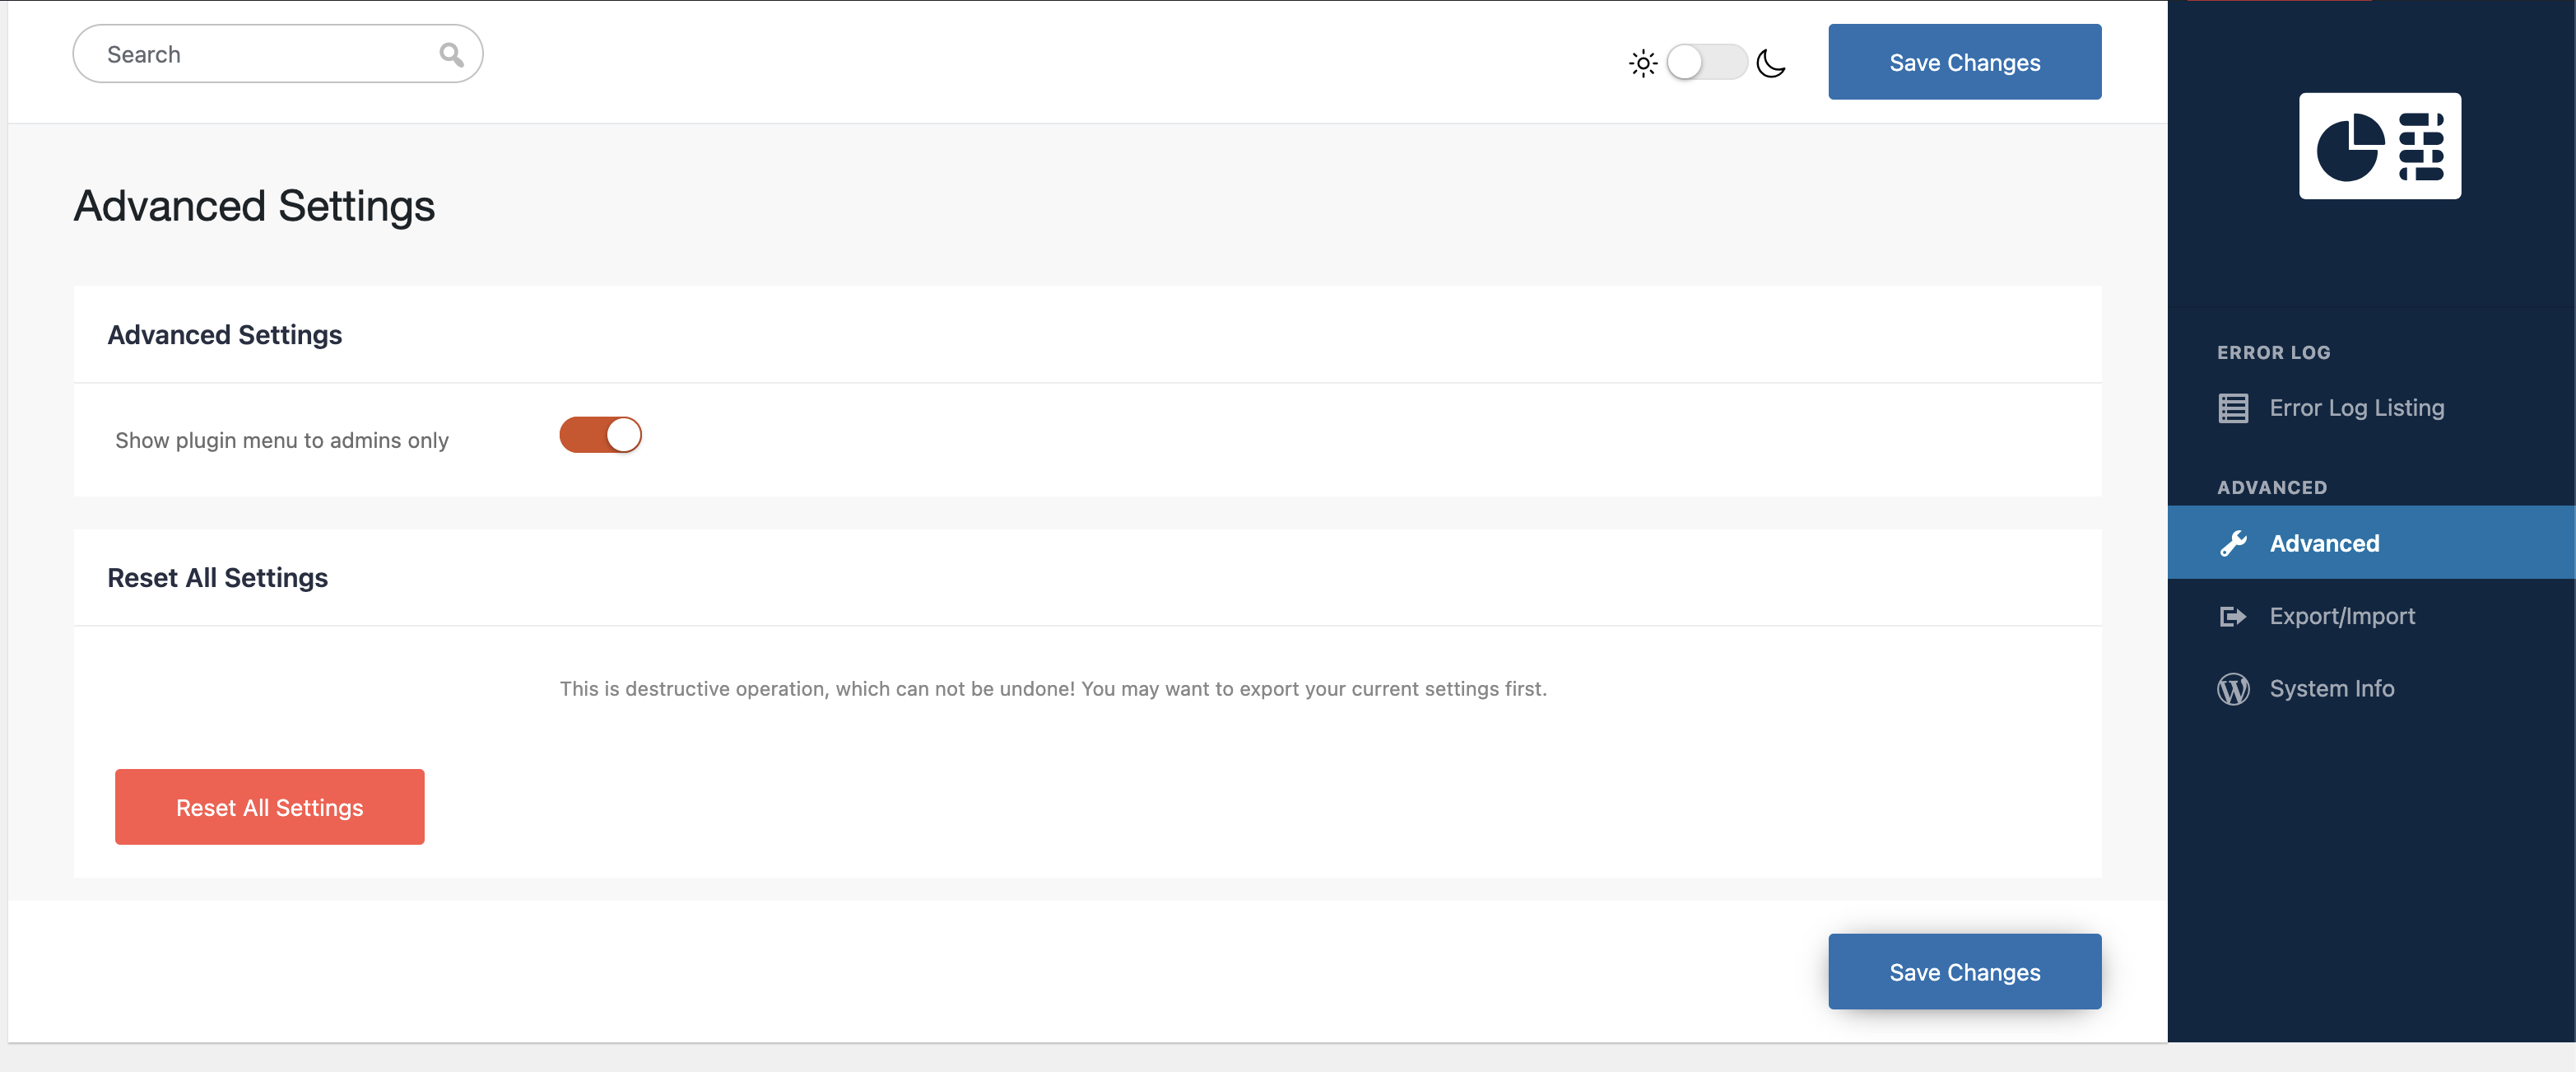 Search
Save Changes
Advanced Settings
Advanced Settings
Show plugin menu to admins only
Reset All Settings
This is destructive operation, which can not be undone! You may want to export your current settings first.
Reset All Settings
Save Changes
ERROR LOG
Error Log Listing
ADVANCED
Advanced
Export/Import
System Info